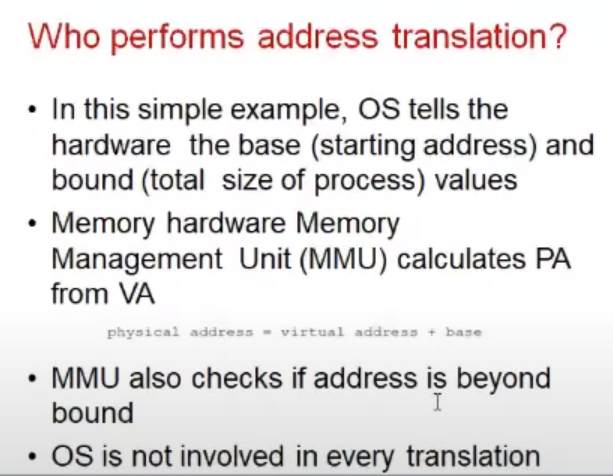 Who performs address translation?
• In this simple example, OS tells the
hardware the base (starting address) and
bound (total size of process) values
• Memory hardware Memory
Management Unit (MMU) calculates PA
from VA
physical address = virtual address + base
• MMU also checks if address is beyond
bound
• OS is not involved in every translation